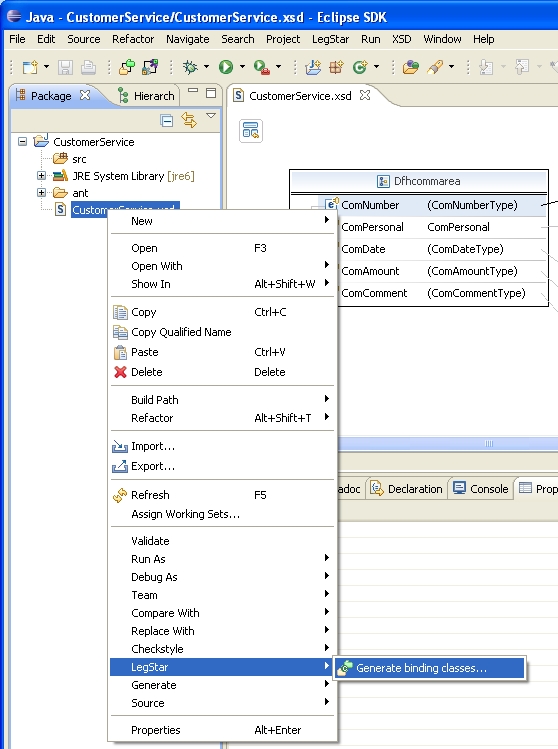 Java - CustomerService/CustomerService.xsd - Eclipse SDK
File Edit Source Refactor Navigate Search Project LegStar Run XSD Window Help
Package Hierarch CustomerService.xsd
CustomerService
src
JRE System Library [jre6]
ant
CustomerService.xsd
Dfhcommarea
ComNumber (ComNumberType)
ComPersonal ComPersonal
ComDate (ComDateType)
ComAmount (ComAmountType)
ComComment (ComCommentType)
New
Open F3
Open With
Show In Alt+Shift+W
Copy Ctrl+C
Copy Qualified Name
Paste Ctrl+V
Delete Delete
Build Path
Refactor Alt+Shift+T
Import...
Export...
Refresh F5
Assign Working Sets...
adoc Declaration Console Prop
Validate
Run As
Debug As
Team
Compare With
Replace With
Checkstyle
LegStar
Generate binding classes...
Generate
Source
Properties Alt+Enter